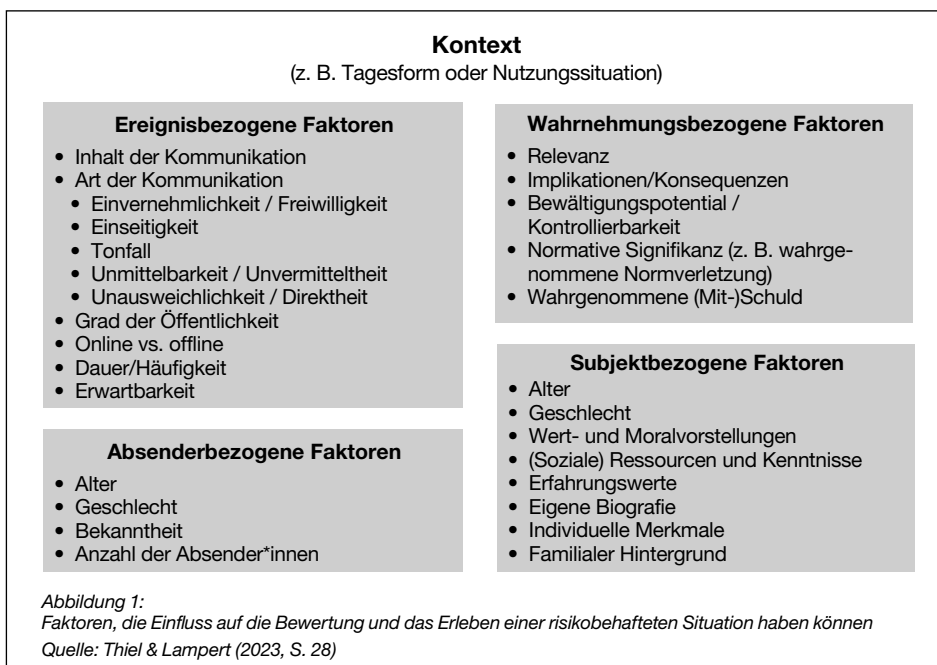 Kontext
(z. B. Tagesform oder Nutzungssituation)
Ereignisbezogene Faktoren
• Inhalt der Kommunikation
• Art der Kommunikation
• Einvernehmlichkeit / Freiwilligkeit
• Einseitigkeit
• Tonfall
• Unmittelbarkeit / Unvermitteltheit
• Unausweichlichkeit / Direktheit
• Grad der Öffentlichkeit
• Online vs. offline
• Dauer/Häufigkeit
• Erwartbarkeit
Absenderbezogene Faktoren
• Alter
• Geschlecht
• Bekanntheit
• Anzahl der Absender*innen
Wahrnehmungsbezogene Faktoren
• Relevanz
• Implikationen/Konsequenzen
• Bewältigungspotential /
Kontrollierbarkeit
• Normative Signifikanz (z. B. wahrge-
nommene Normverletzung)
• Wahrgenommene (Mit-)Schuld
Subjektbezogene Faktoren
• Alter
• Geschlecht
• Wert- und Moralvorstellungen
• (Soziale) Ressourcen und Kenntnisse
• Erfahrungswerte
• Eigene Biografie
• Individuelle Merkmale
• Familialer Hintergrund
Abbildung 1:
Faktoren, die Einfluss auf die Bewertung und das Erleben einer risikobehafteten Situation haben können
Quelle: Thiel & Lampert (2023, S. 28)